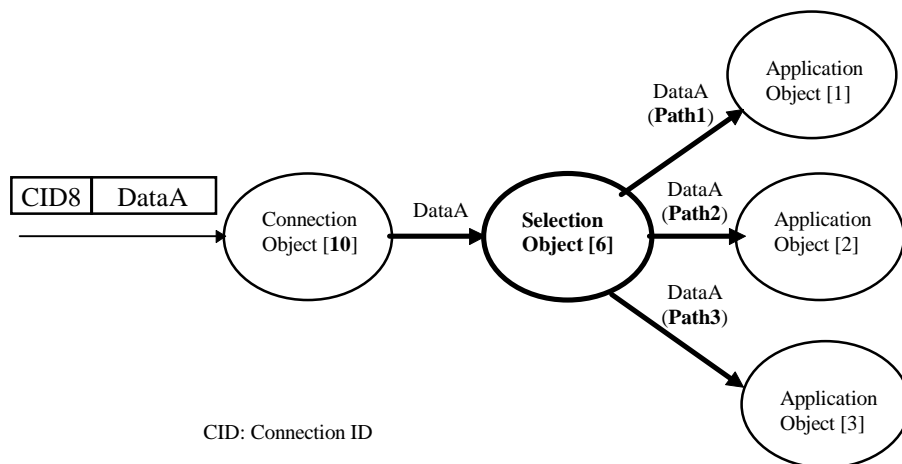 CID8 DataA
Connection
Object [10]
DataA
Selection
Object [6]
DataA
(Path1)
Application
Object [1]
DataA
(Path2)
Application
Object [2]
DataA
(Path3)
Application
Object [3]
CID: Connection ID